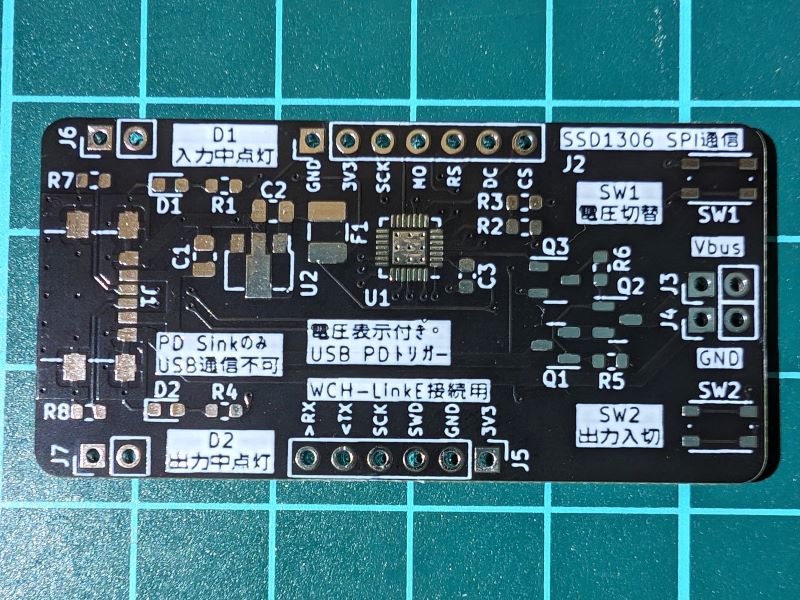 J6
D1
入力中点灯
GND
3V3
SCK
MO
RS
DC
CS
SSD1306 SPI通信
J2
R7
D1
R1
C2
F1
R3
R2
SW1
電圧切替
SW1
C1
U2
U1
C3
Q3
R6
Q2
Vbus
J3
J4
GND
J1
PD Sinkのみ
USB通信不可
電圧表示付き。
USB PDトリガー
Q1
R5
R8
D2
R4
WCH-LinkE接続用
>RX
<TX
SCK
SWD
GND
3V3
J5
SW2
出力入切
SW2
J7
D2
出力中点灯